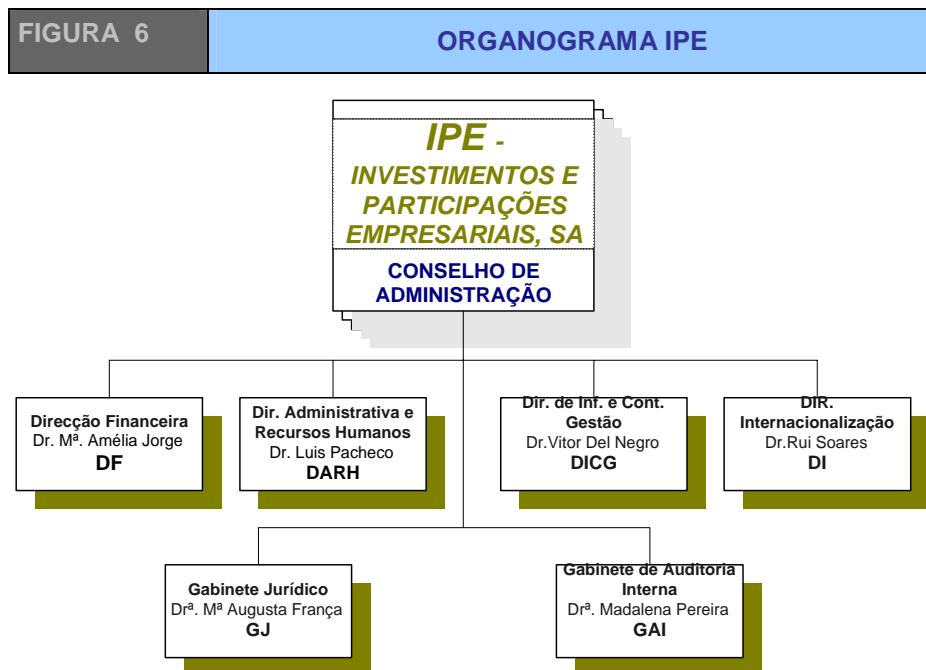 FIGURA 6
ORGANOGRAMA IPE
IPE -
INVESTIMENTOS E
PARTICIPAÇÕES
EMPRESARIAIS, SA
CONSELHO DE
ADMINISTRAÇÃO
Direcção Financeira
Dr. Mª. Amélia Jorge
DF
Dir. Administrativa e
Recursos Humanos
Dr. Luis Pacheco
DARH
Dir. de Inf. e Cont.
Gestão
Dr.Vitor Del Negro
DICG
DIR.
Internacionalização
Dr.Rui Soares
DI
Gabinete Jurídico
Drª. Mª Augusta França
GJ
Gabinete de Auditoria
Interna
Drª. Madalena Pereira
GAI